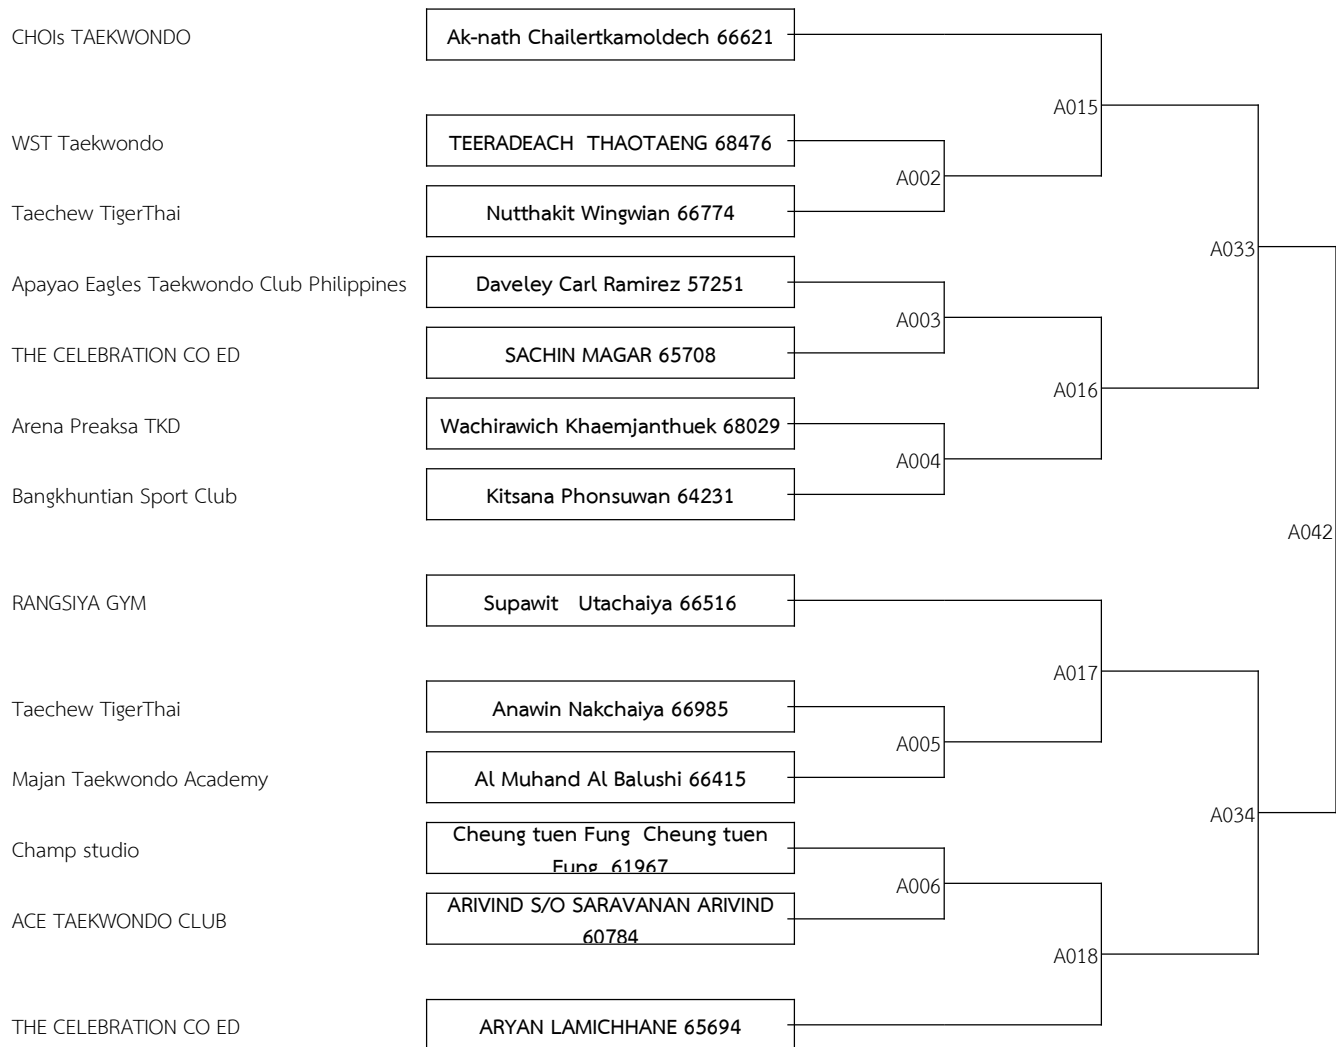 CHOIs TAEKWONDO
Ak-nath Chailertkamoldech 66621
A015
WST Taekwondo
TEERADEACH THAOTAENG 68476
A002
Taechew TigerThai
Nutthakit Wingwian 66774
A033
Apayao Eagles Taekwondo Club Philippines
Daveley Carl Ramirez 57251
A003
THE CELEBRATION CO ED
SACHIN MAGAR 65708
A016
Arena Preaksa TKD
Wachirawich Khaemjanthuek 68029
A004
Bangkhuntian Sport Club
Kitsana Phonsuwan 64231
A042
RANGSIYA GYM
Supawit Utachaiya 66516
A017
Taechew TigerThai
Anawin Nakchaiya 66985
A005
Majan Taekwondo Academy
Al Muhand Al Balushi 66415
A034
Champ studio
Cheung tuen Fung Cheung tuen
Fung 61967
A006
ACE TAEKWONDO CLUB
ARIVIND S/O SARAVANAN ARIVIND
60784
A018
THE CELEBRATION CO ED
ARYAN LAMICHHANE 65694